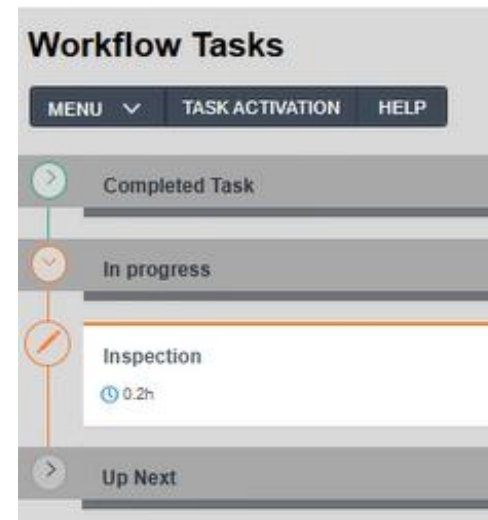 Workflow Tasks
MENU TASK ACTIVATION HELP
Completed Task
In progress
Inspection
0.2h
Up Next